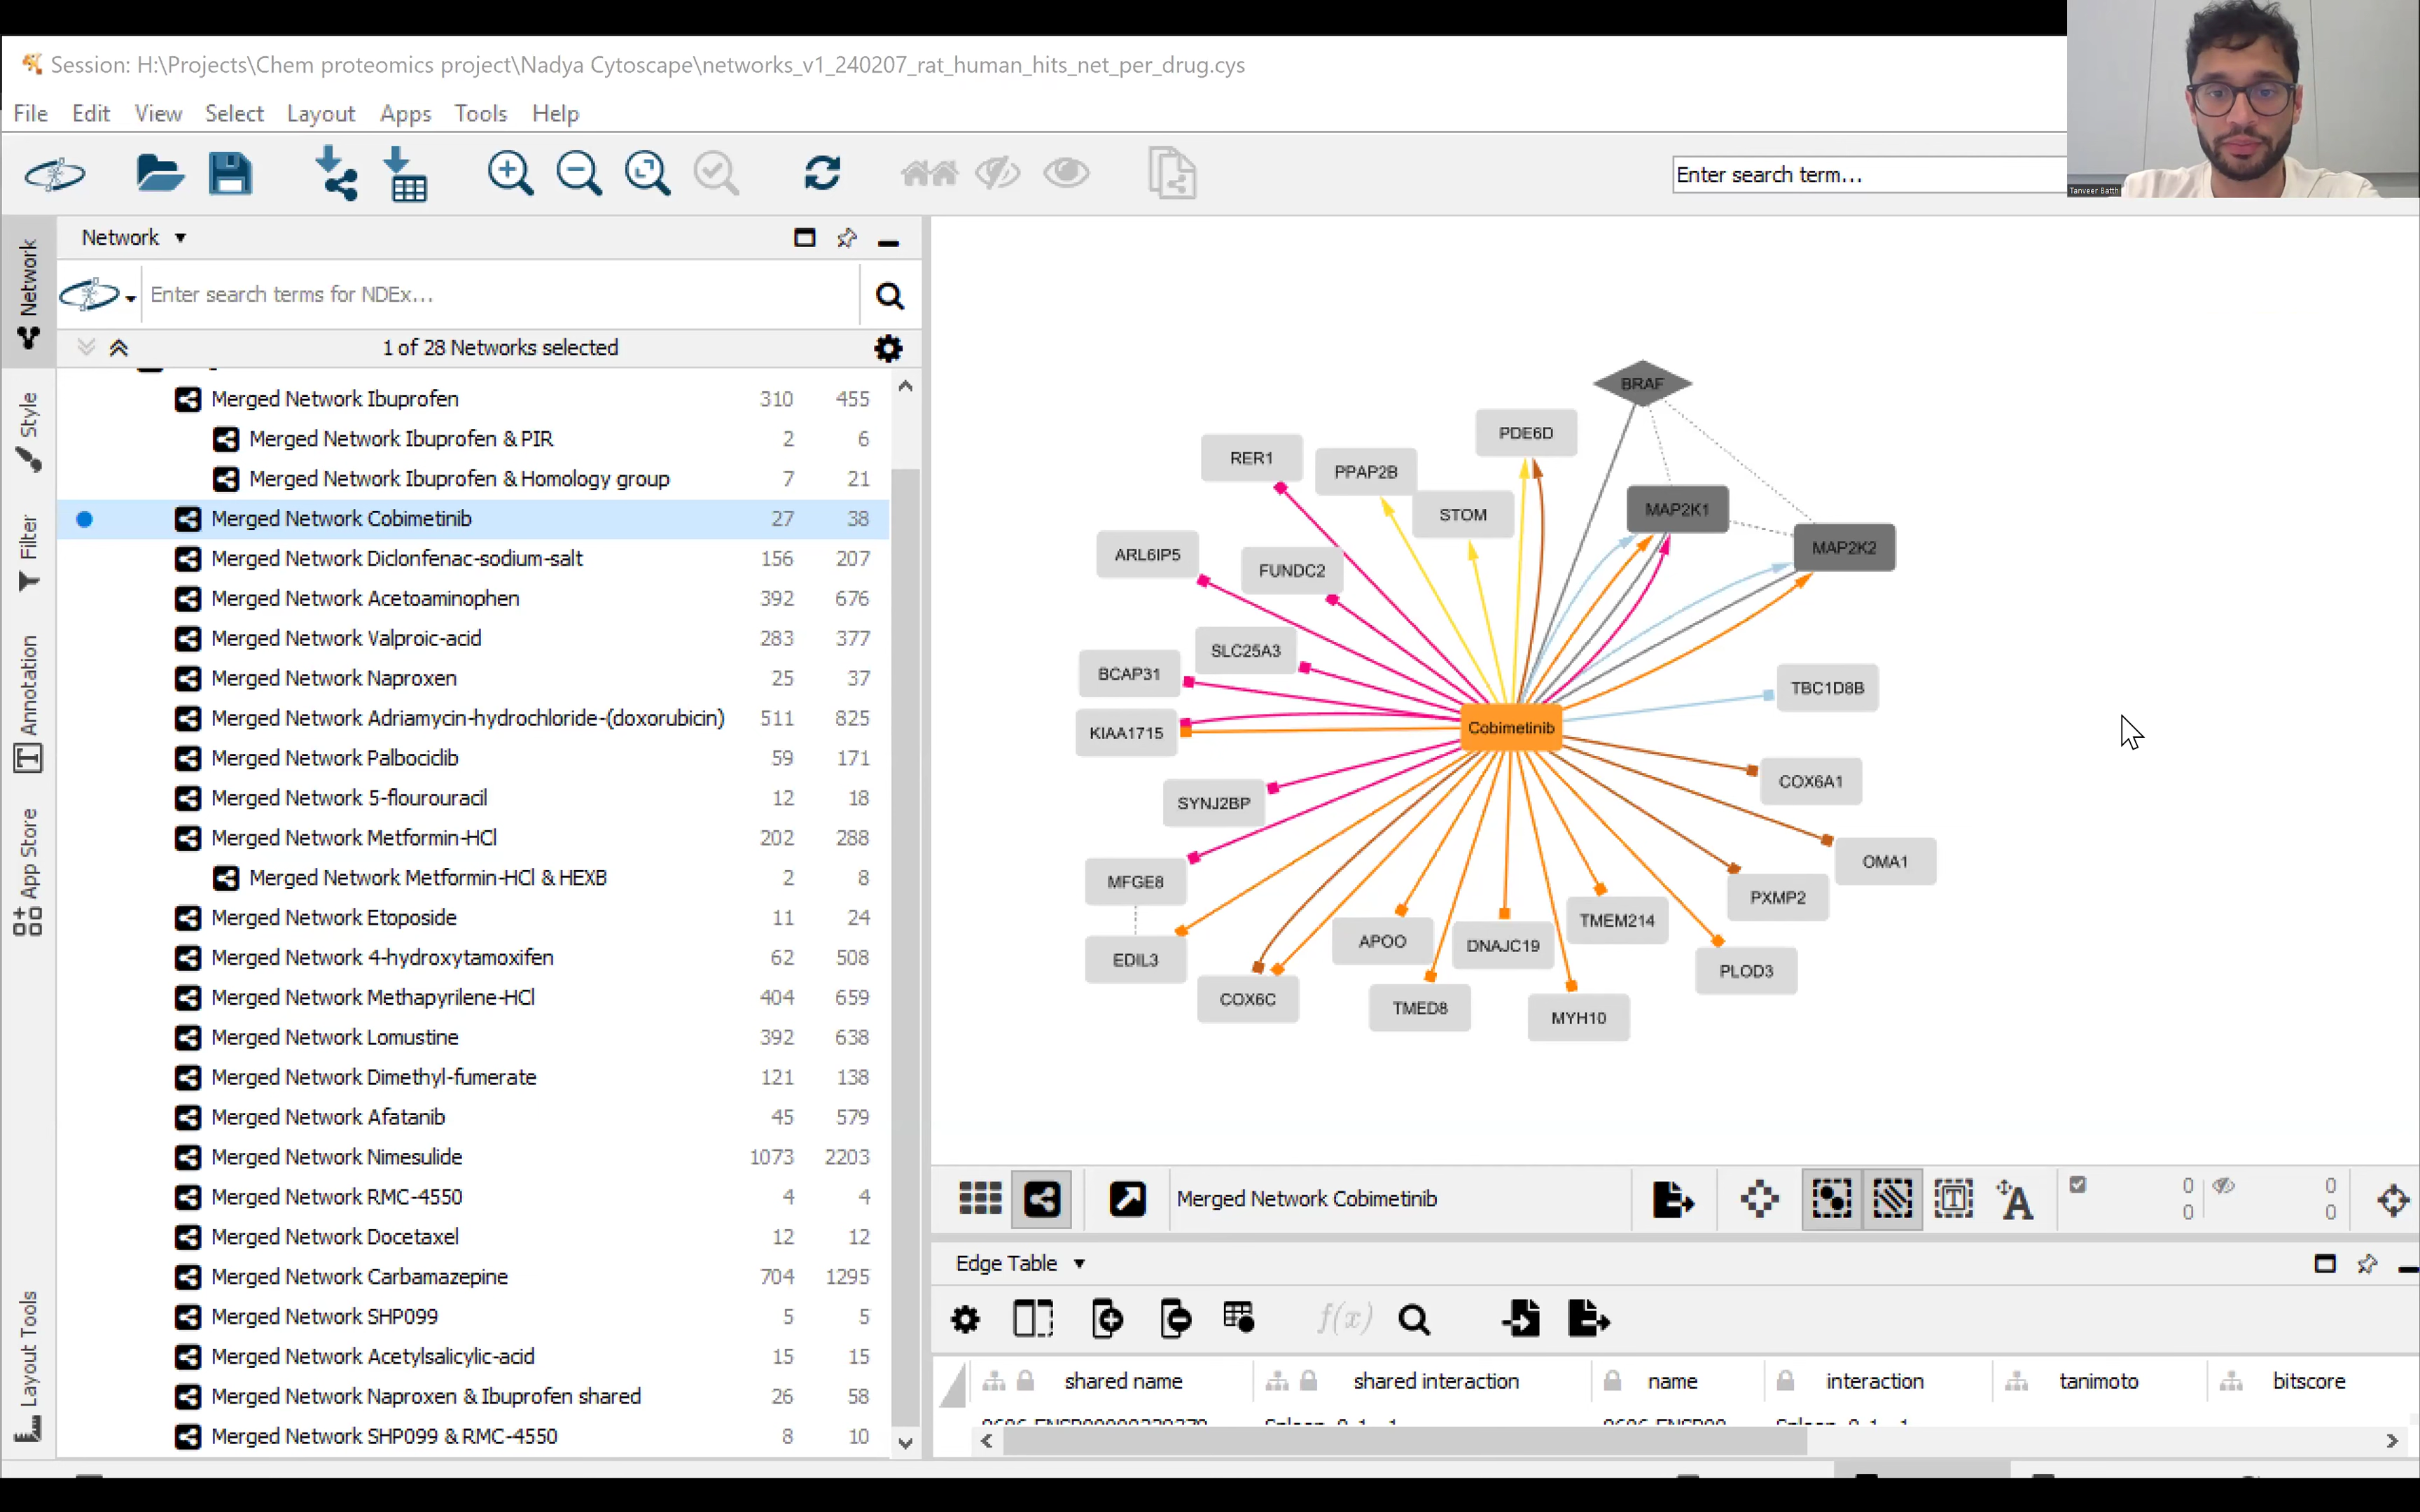 Session: H:\Projects\Chem proteomics project\Nadya Cytoscape\networks_v1_240207_rat_human_hits_net_per_drug.cys
File Edit View Select Layout Apps Tools Help
Enter search term...
Tanveer Batth
Network
Style
Filter
Annotation
App Store
Layout Tools
Network
Enter search terms for NDEx...
1 of 28 Networks selected
Merged Network Ibuprofen 310 455
Merged Network Ibuprofen & PIR 2 6
Merged Network Ibuprofen & Homology group 7 21
Merged Network Cobimetinib 27 38
Merged Network Diclonfenac-sodium-salt 156 207
Merged Network Acetoaminophen 392 676
Merged Network Valproic-acid 283 377
Merged Network Naproxen 25 37
Merged Network Adriamycin-hydrochloride-(doxorubicin) 511 825
Merged Network Palbociclib 59 171
Merged Network 5-flourouracil 12 18
Merged Network Metformin-HCl 202 288
Merged Network Metformin-HCl & HEXB 2 8
Merged Network Etoposide 11 24
Merged Network 4-hydroxytamoxifen 62 508
Merged Network Methapyrilene-HCl 404 659
Merged Network Lomustine 392 638
Merged Network Dimethyl-fumerate 121 138
Merged Network Afatanib 45 579
Merged Network Nimesulide 1073 2203
Merged Network RMC-4550 4 4
Merged Network Docetaxel 12 12
Merged Network Carbamazepine 704 1295
Merged Network SHP099 5 5
Merged Network Acetylsalicylic-acid 15 15
Merged Network Naproxen & Ibuprofen shared 26 58
Merged Network SHP099 & RMC-4550 8 10
BRAF
PDE6D
RER1
PPAP2B
STOM
MAP2K1
MAP2K2
ARL6IP5
FUNDC2
SLC25A3
BCAP31
TBC1D8B
KIAA1715
Cobimetinib
COX6A1
SYNJ2BP
OMA1
MFGE8
PXMP2
TMEM214
APOO
DNAJC19
EDIL3
PLOD3
COX6C
TMED8
MYH10
Merged Network Cobimetinib
0 0
0 0
Edge Table
f(x)
shared name shared interaction name interaction tanimoto bitscore